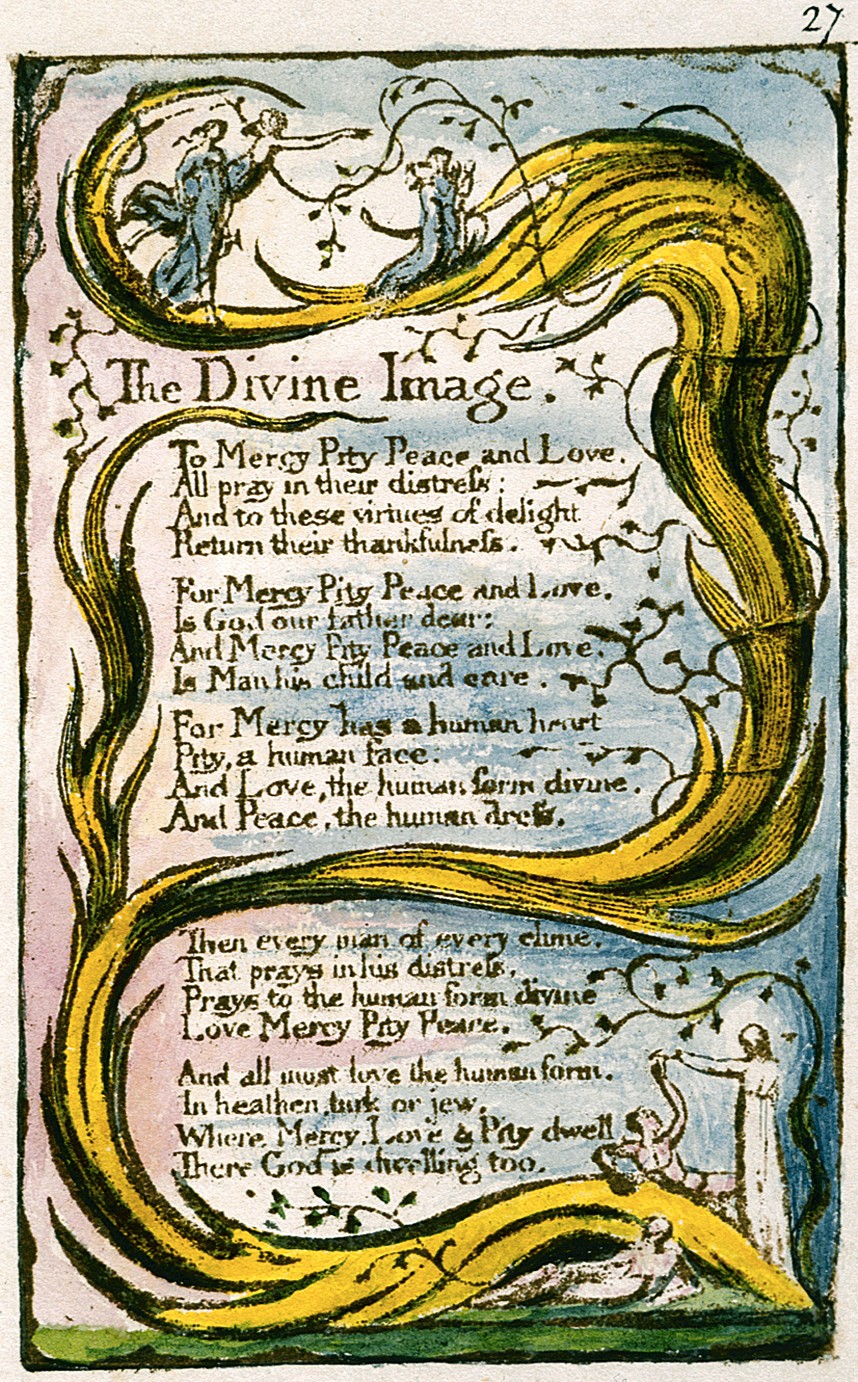 27
The Divine Image.
To Mercy Pity Peace and Love.
All pray in their distreſs:
And to these virtues of delight
Return their thankfulneſs.
For Mercy Pity Peace and Love.
Is God our father dear:
And Mercy Pity Peace and Love.
Is Man his child and care.
For Mercy has a human heart
Pity, a human face:
And Love, the human form divine.
And Peace, the human dreſs.
Then every man of every clime.
That prays in his distreſs.
Prays to the human form divine
Love Mercy Pity Peace.
And all must love the human form.
In heathen, turk or jew.
Where Mercy, Love & Pity dwell
There God is dwelling too.